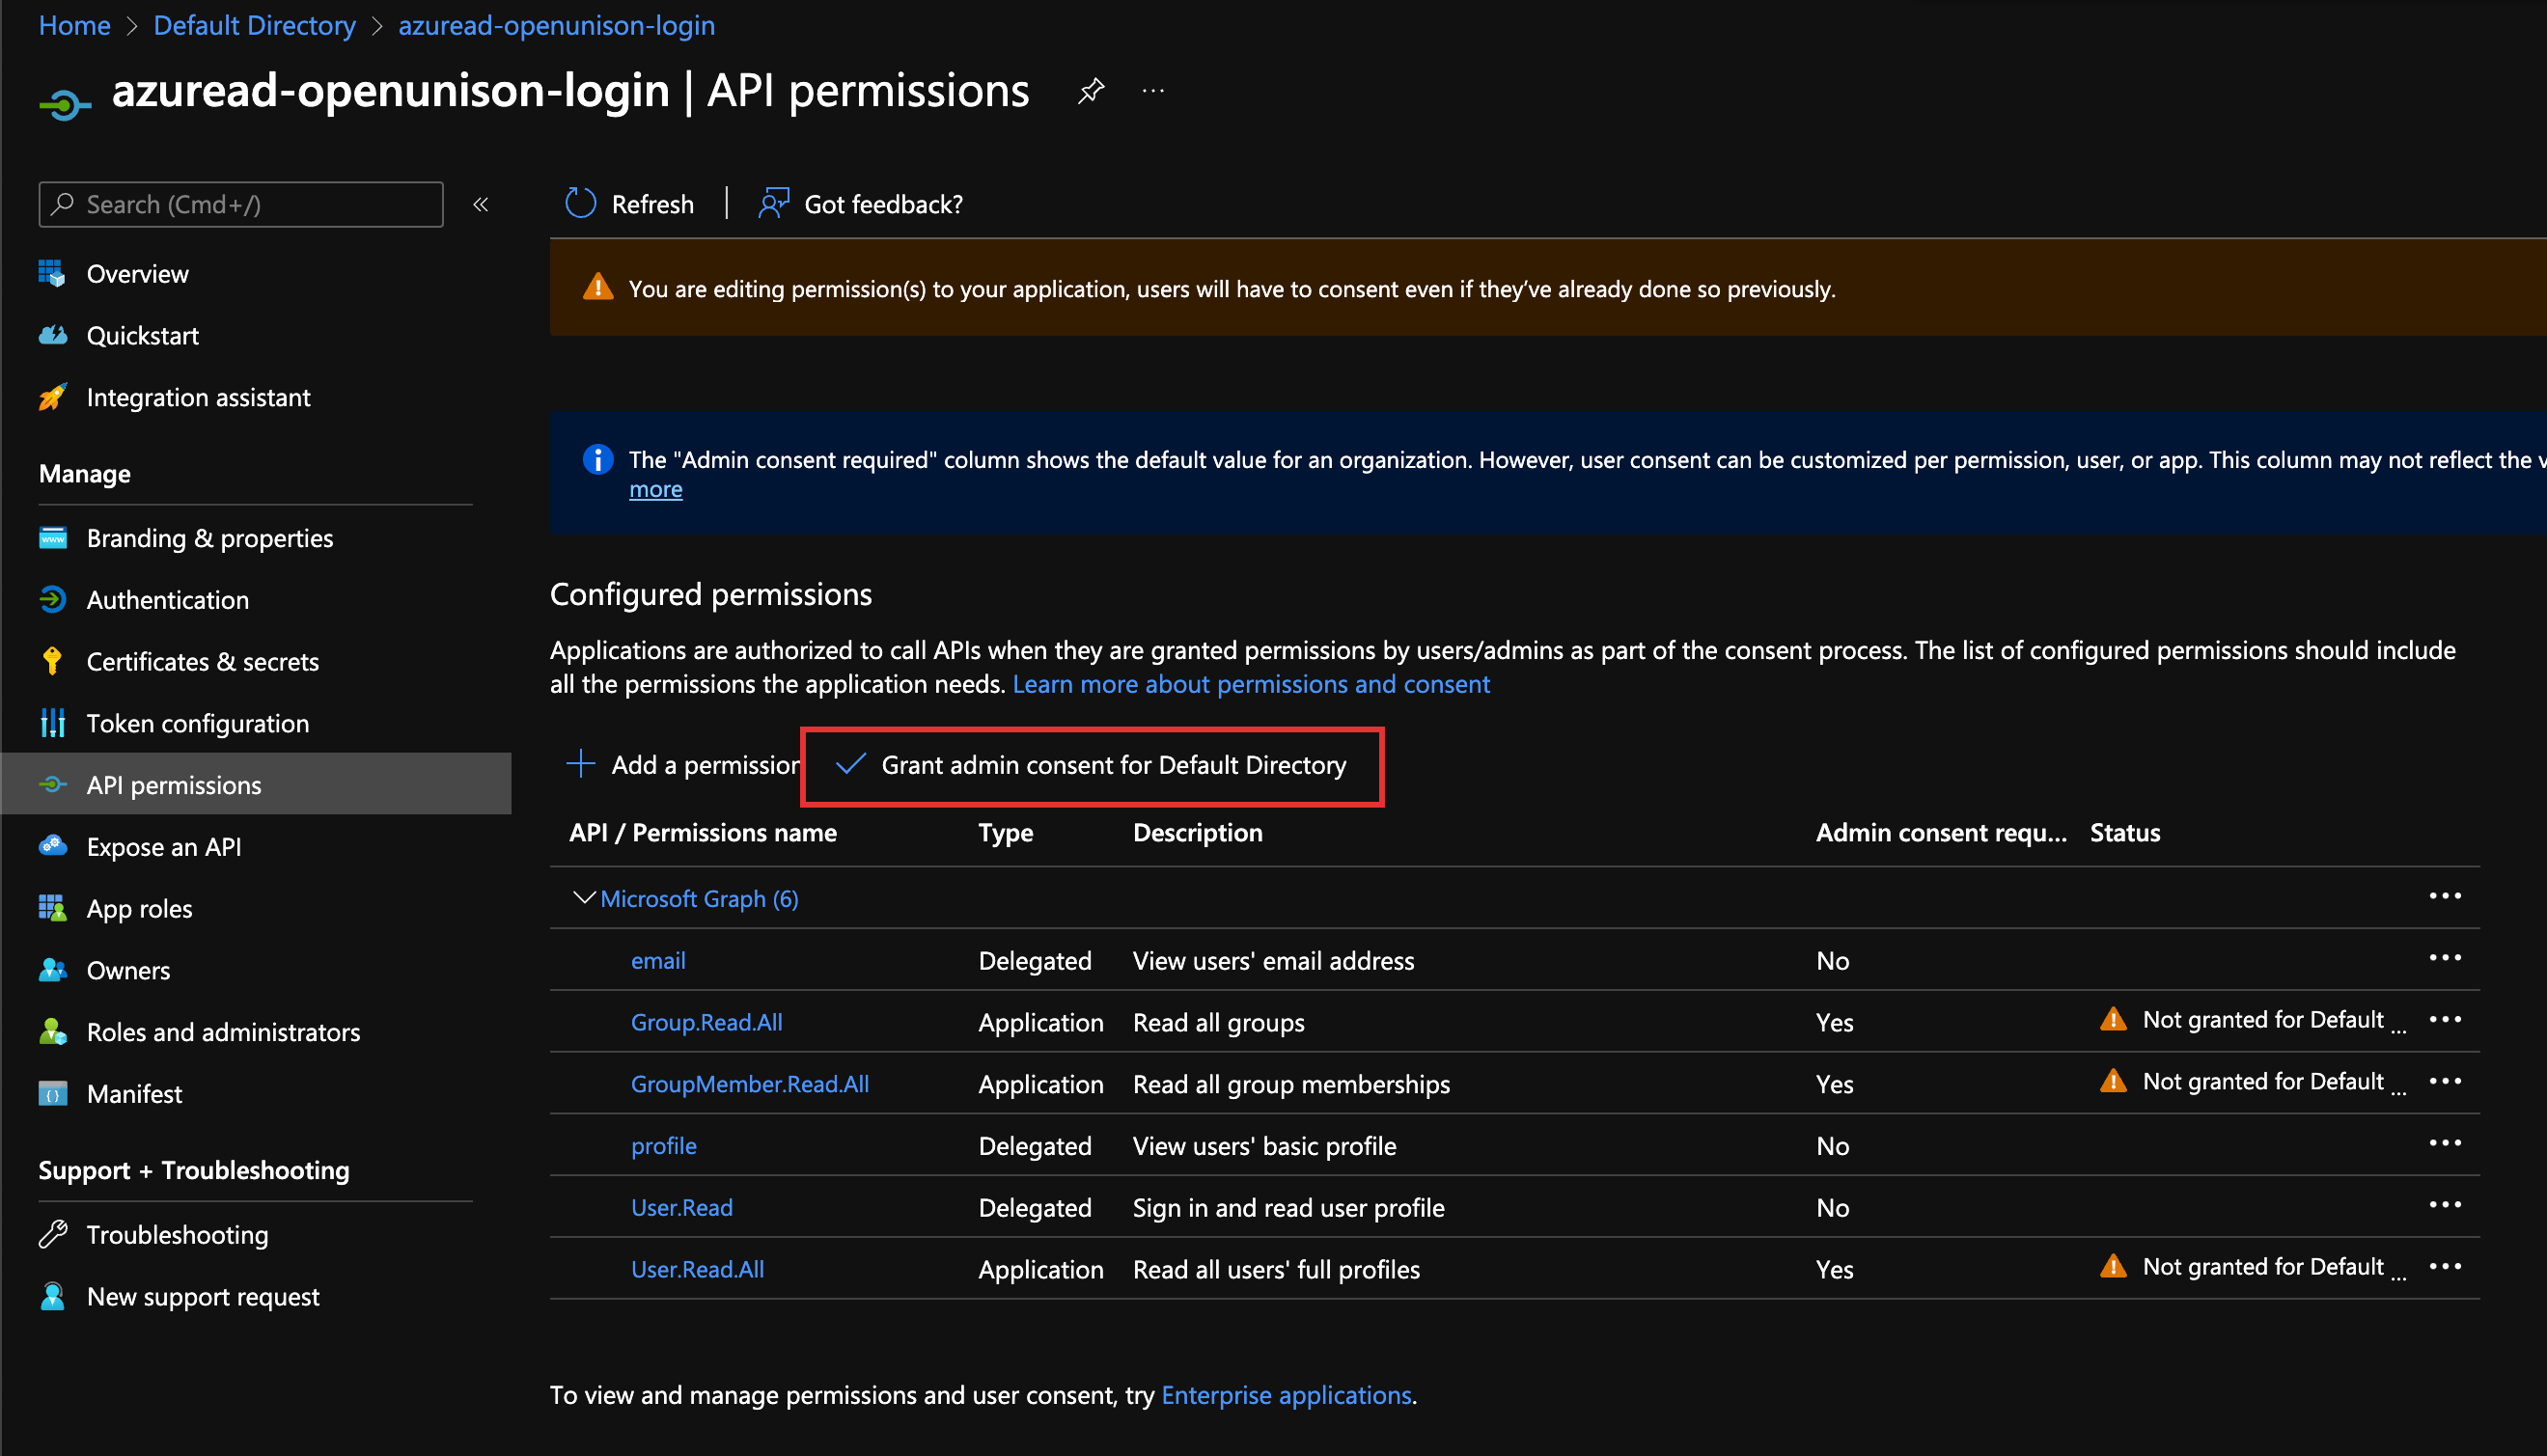 Home > Default Directory > azuread-openunison-login
azuread-openunison-login | API permissions ...
Search (Cmd+/) «
Refresh | Got feedback?
Overview
Quickstart
Integration assistant
Manage
Branding & properties
Authentication
Certificates & secrets
Token configuration
API permissions
Expose an API
App roles
Owners
Roles and administrators
Manifest
Support + Troubleshooting
Troubleshooting
New support request
You are editing permission(s) to your application, users will have to consent even if they’ve already done so previously.
The "Admin consent required" column shows the default value for an organization. However, user consent can be customized per permission, user, or app. This column may not reflect the
more
Configured permissions
Applications are authorized to call APIs when they are granted permissions by users/admins as part of the consent process. The list of configured permissions should include
all the permissions the application needs. Learn more about permissions and consent
Add a permission Grant admin consent for Default Directory
API / Permissions name Type Description Admin consent requ... Status
Microsoft Graph (6) ...
email Delegated View users' email address No ...
Group.Read.All Application Read all groups Yes Not granted for Default ... ...
GroupMember.Read.All Application Read all group memberships Yes Not granted for Default ... ...
profile Delegated View users' basic profile No ...
User.Read Delegated Sign in and read user profile No ...
User.Read.All Application Read all users' full profiles Yes Not granted for Default ... ...
To view and manage permissions and user consent, try Enterprise applications.